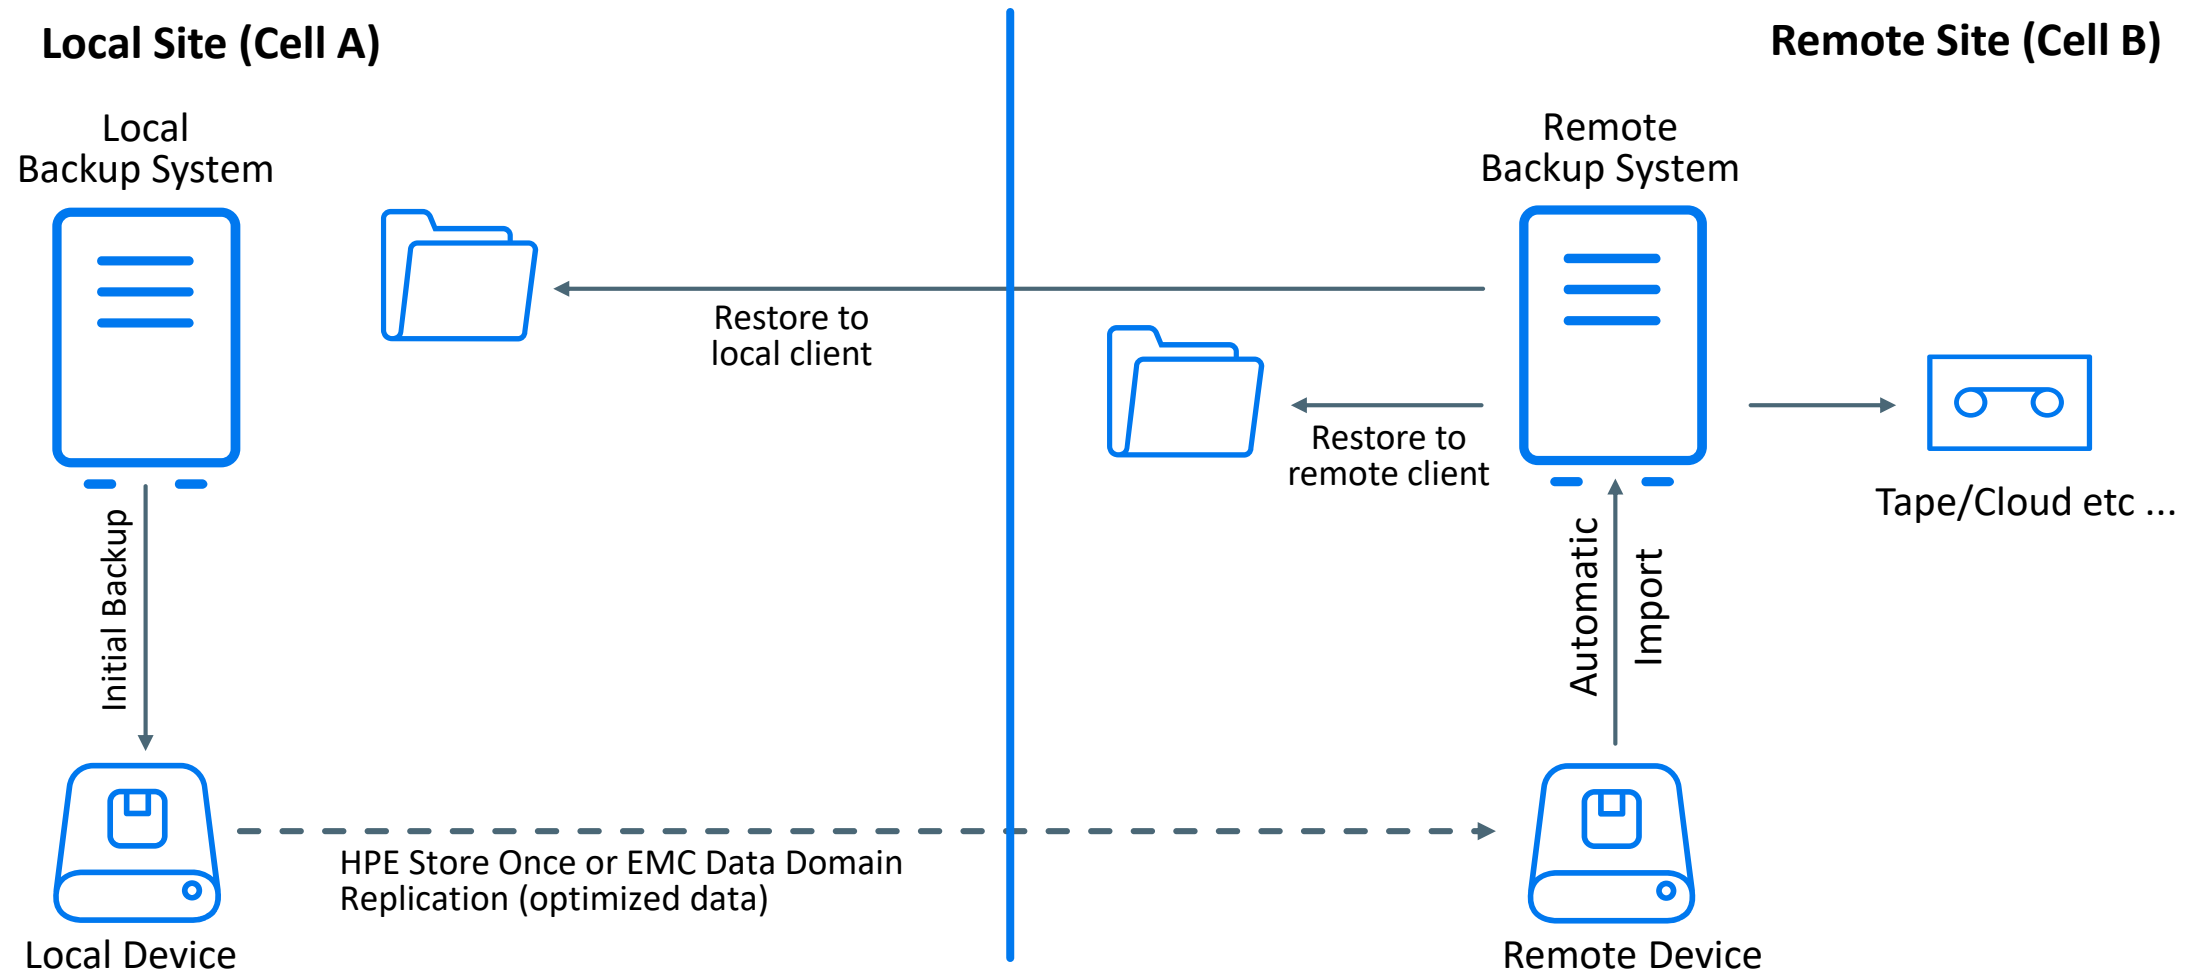 Local Site (Cell A)
Remote Site (Cell B)
Local
Backup System
Remote
Backup System
Restore to
local client
Restore to
remote client
Tape/Cloud etc ...
Initial Backup
Automatic
Import
HPE Store Once or EMC Data Domain
Replication (optimized data)
Local Device
Remote Device